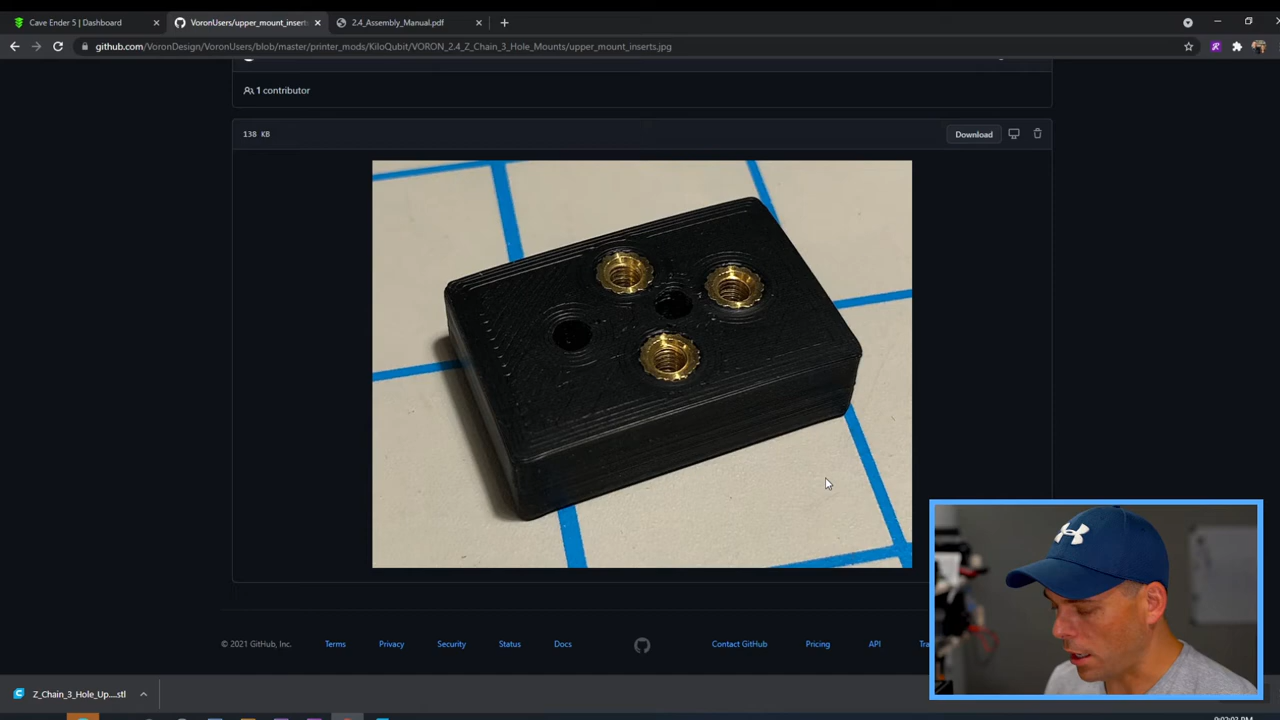 Cave Ender 5 | Dashboard
VoronUsers/upper_mount_insert
2.4_Assembly_Manual.pdf
github.com/VoronDesign/VoronUsers/blob/master/printer_mods/KiloQubit/VORON_2.4_Z_Chain_3_Hole_Mounts/upper_mount_inserts.jpg
1 contributor
138 KB
Download
© 2021 GitHub, Inc.
Terms
Privacy
Security
Status
Docs
Contact GitHub
Pricing
API
Z_Chain_3_Hole_Up....stl